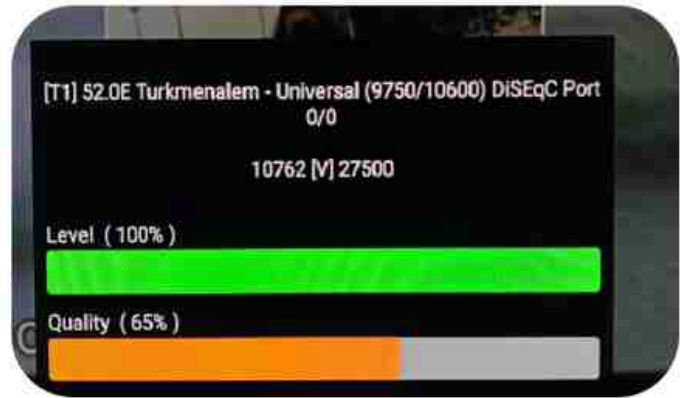 [T1] 52.0E Turkmenalem - Universal (9750/10600) DiSEqC Port
0/0
10762 [V] 27500
Level ( 100% )
Quality ( 65% )